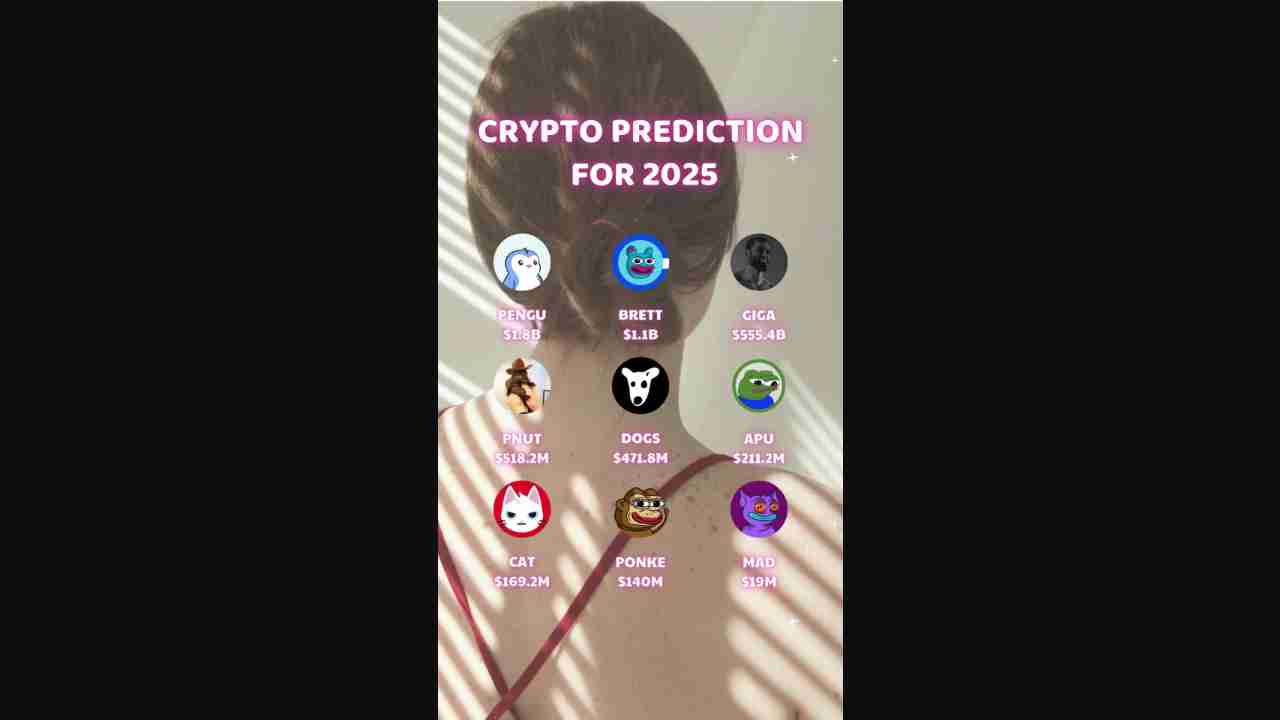 CRYPTO PREDICTION
FOR 2025
PENGU
$1.8B
BRETT
$1.1B
GIGA
$555.4B
PNUT
$518.2M
DOGS
$471.8M
APU
$211.2M
CAT
$169.2M
PONKE
$140M
MAD
$19M